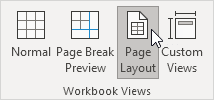 Normal Page Break Page Custom
Preview Layout Views
Workbook Views